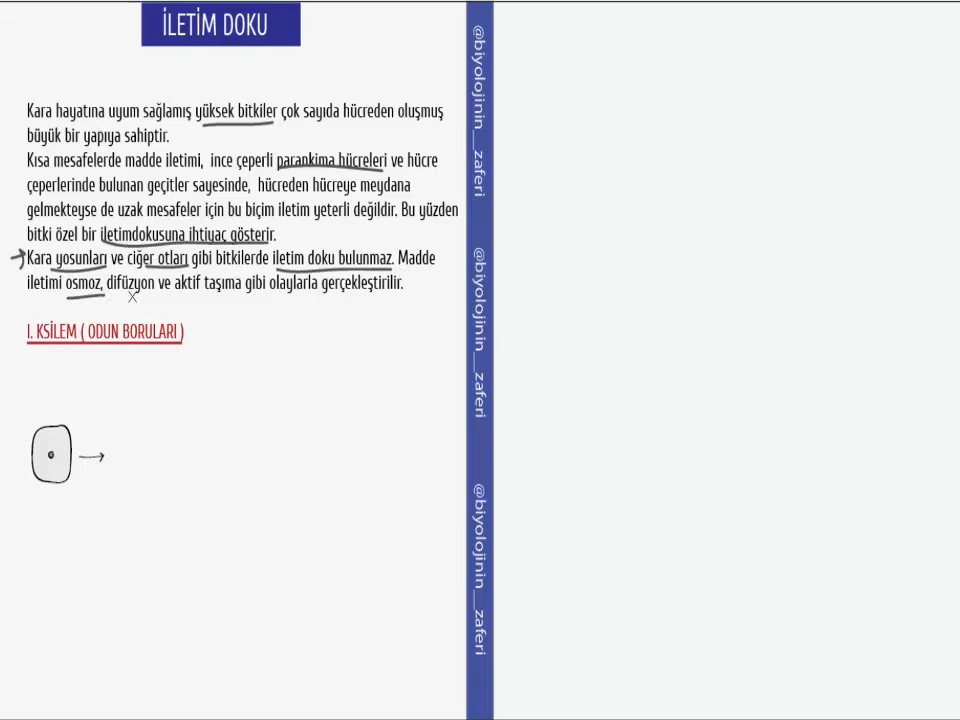 İLETİM DOKU
Kara hayatına uyum sağlamış yüksek bitkiler çok sayıda hücreden oluşmuş
büyük bir yapıya sahiptir.
Kısa mesafelerde madde iletimi, ince çeperli parankima hücreleri ve hücre
çeperlerinde bulunan geçitler sayesinde, hücreden hücreye meydana
gelmekteyse de uzak mesafeler için bu biçim iletim yeterli değildir. Bu yüzden
bitki özel bir iletimdokusuna ihtiyaç gösterir.
Kara yosunları ve ciğer otları gibi bitkilerde iletim doku bulunmaz. Madde
iletimi osmoz, difüzyon ve aktif taşıma gibi olaylarla gerçekleştirilir.
I. KSİLEM ( ODUN BORULARI )
@biyolojinin__zaferi
@biyolojinin__zaferi
@biyolojinin__zaferi